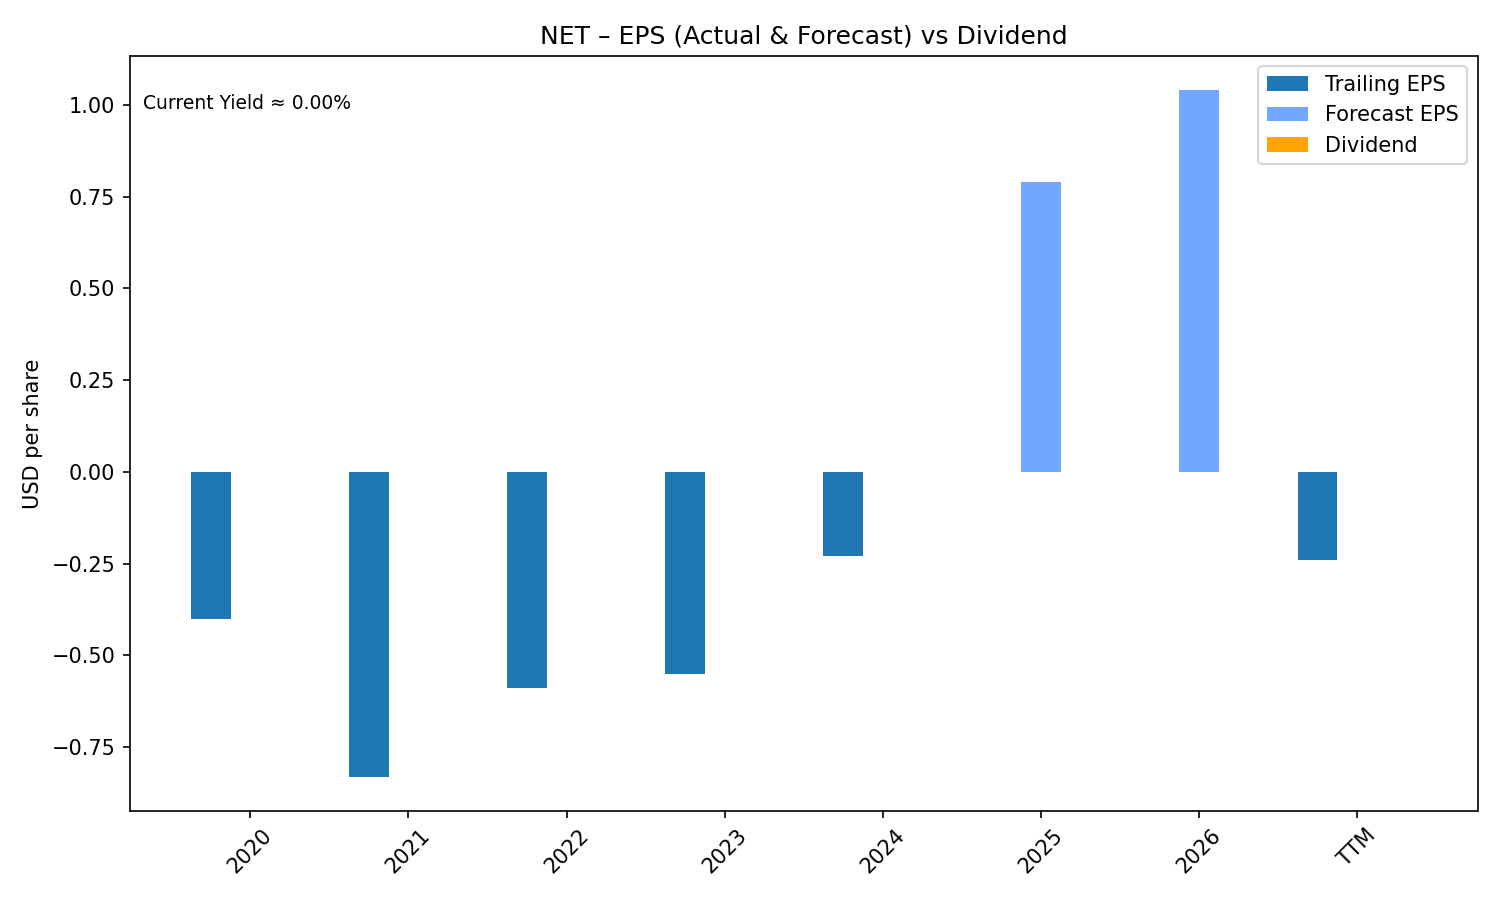 NET – EPS (Actual & Forecast) vs Dividend
Current Yield ≈ 0.00%
Trailing EPS
Forecast EPS
Dividend
USD per share
1.00
0.75
0.50
0.25
0.00
−0.25
−0.50
−0.75
2020
2021
2022
2023
2024
2025
2026
TTM